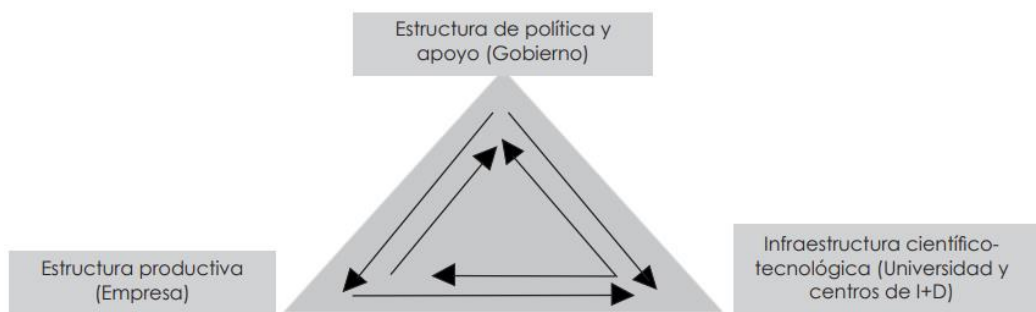 Estructura de política y
apoyo (Gobierno)
Estructura productiva
(Empresa)
Infraestructura científico-
tecnológica (Universidad y
centros de I+D)